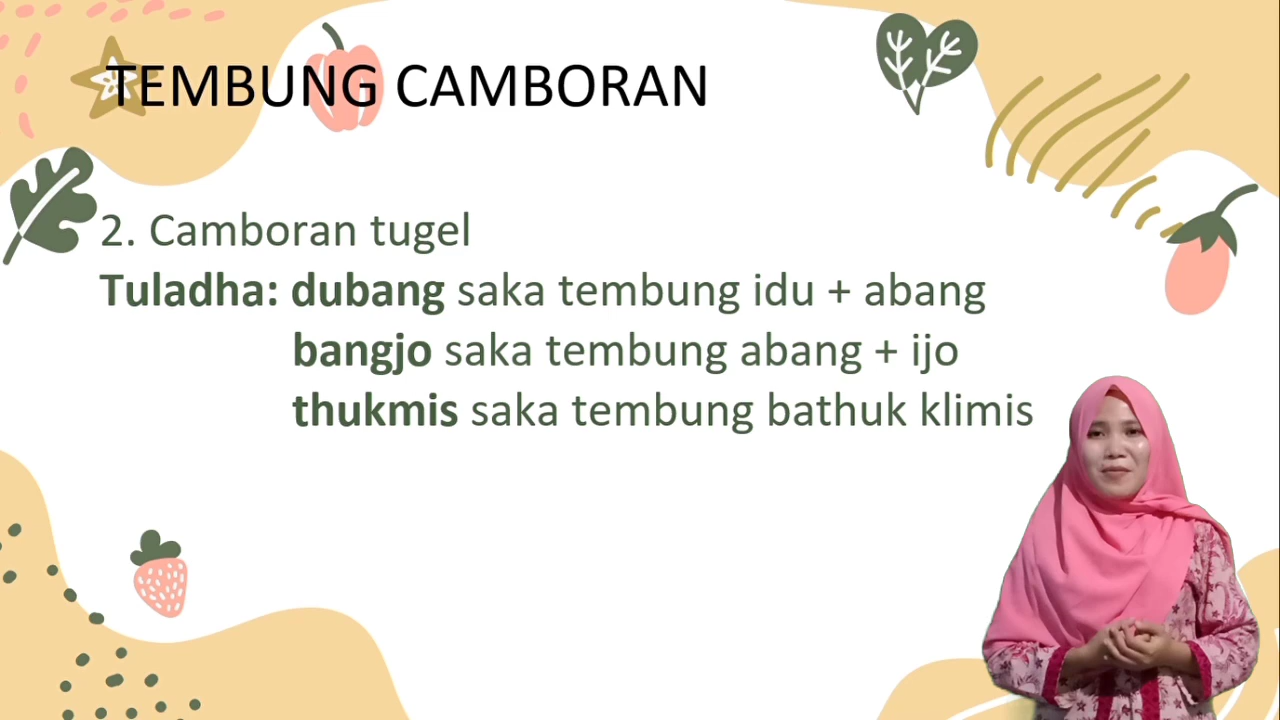 TEMBUNG CAMBORAN
2. Camboran tugel
Tuladha: dubang saka tembung idu + abang
bangjo saka tembung abang + ijo
thukmis saka tembung bathuk klimis